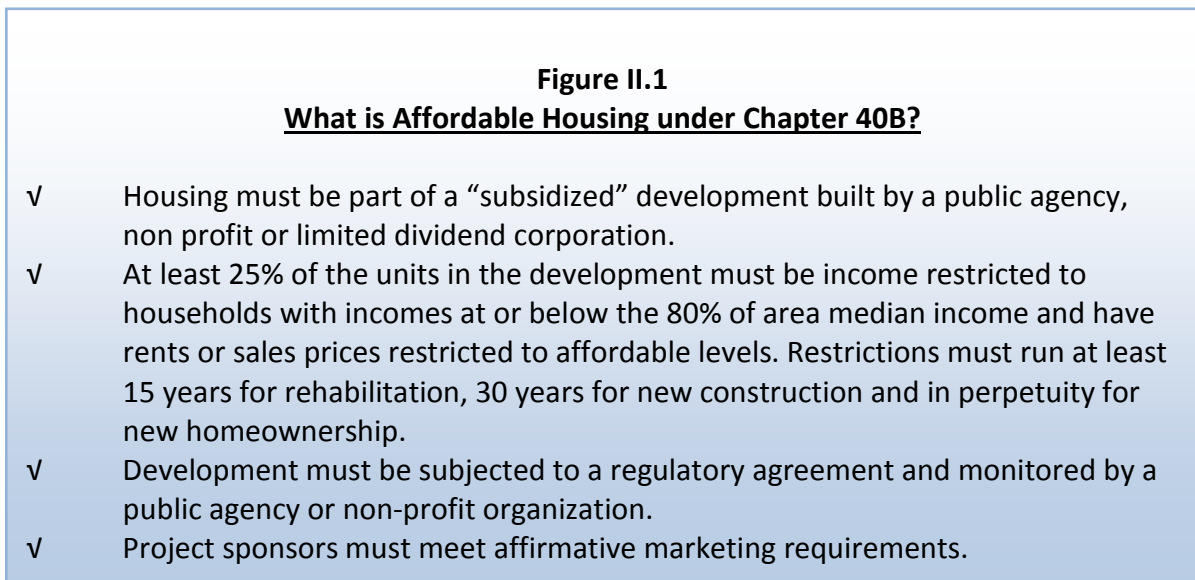 Figure II.1
What is Affordable Housing under Chapter 40B?
√ Housing must be part of a “subsidized” development built by a public agency,
non profit or limited dividend corporation.
√ At least 25% of the units in the development must be income restricted to
households with incomes at or below the 80% of area median income and have
rents or sales prices restricted to affordable levels. Restrictions must run at least
15 years for rehabilitation, 30 years for new construction and in perpetuity for
new homeownership.
√ Development must be subjected to a regulatory agreement and monitored by a
public agency or non-profit organization.
√ Project sponsors must meet affirmative marketing requirements.